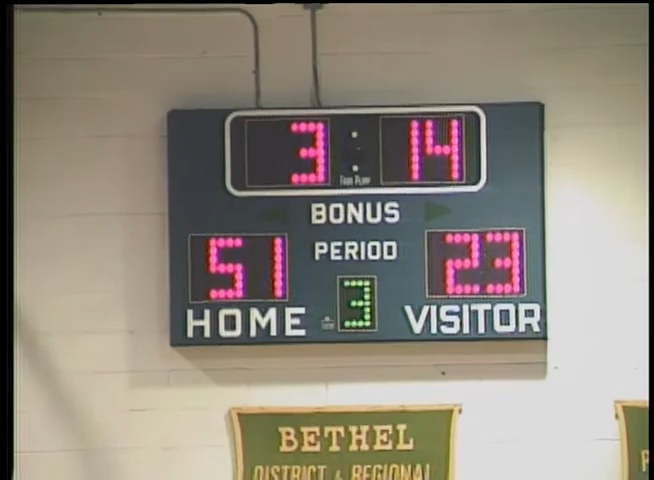 3 : 14
BONUS
51 PERIOD 23
HOME 3 VISITOR
BETHEL
DISTRICT & REGIONAL